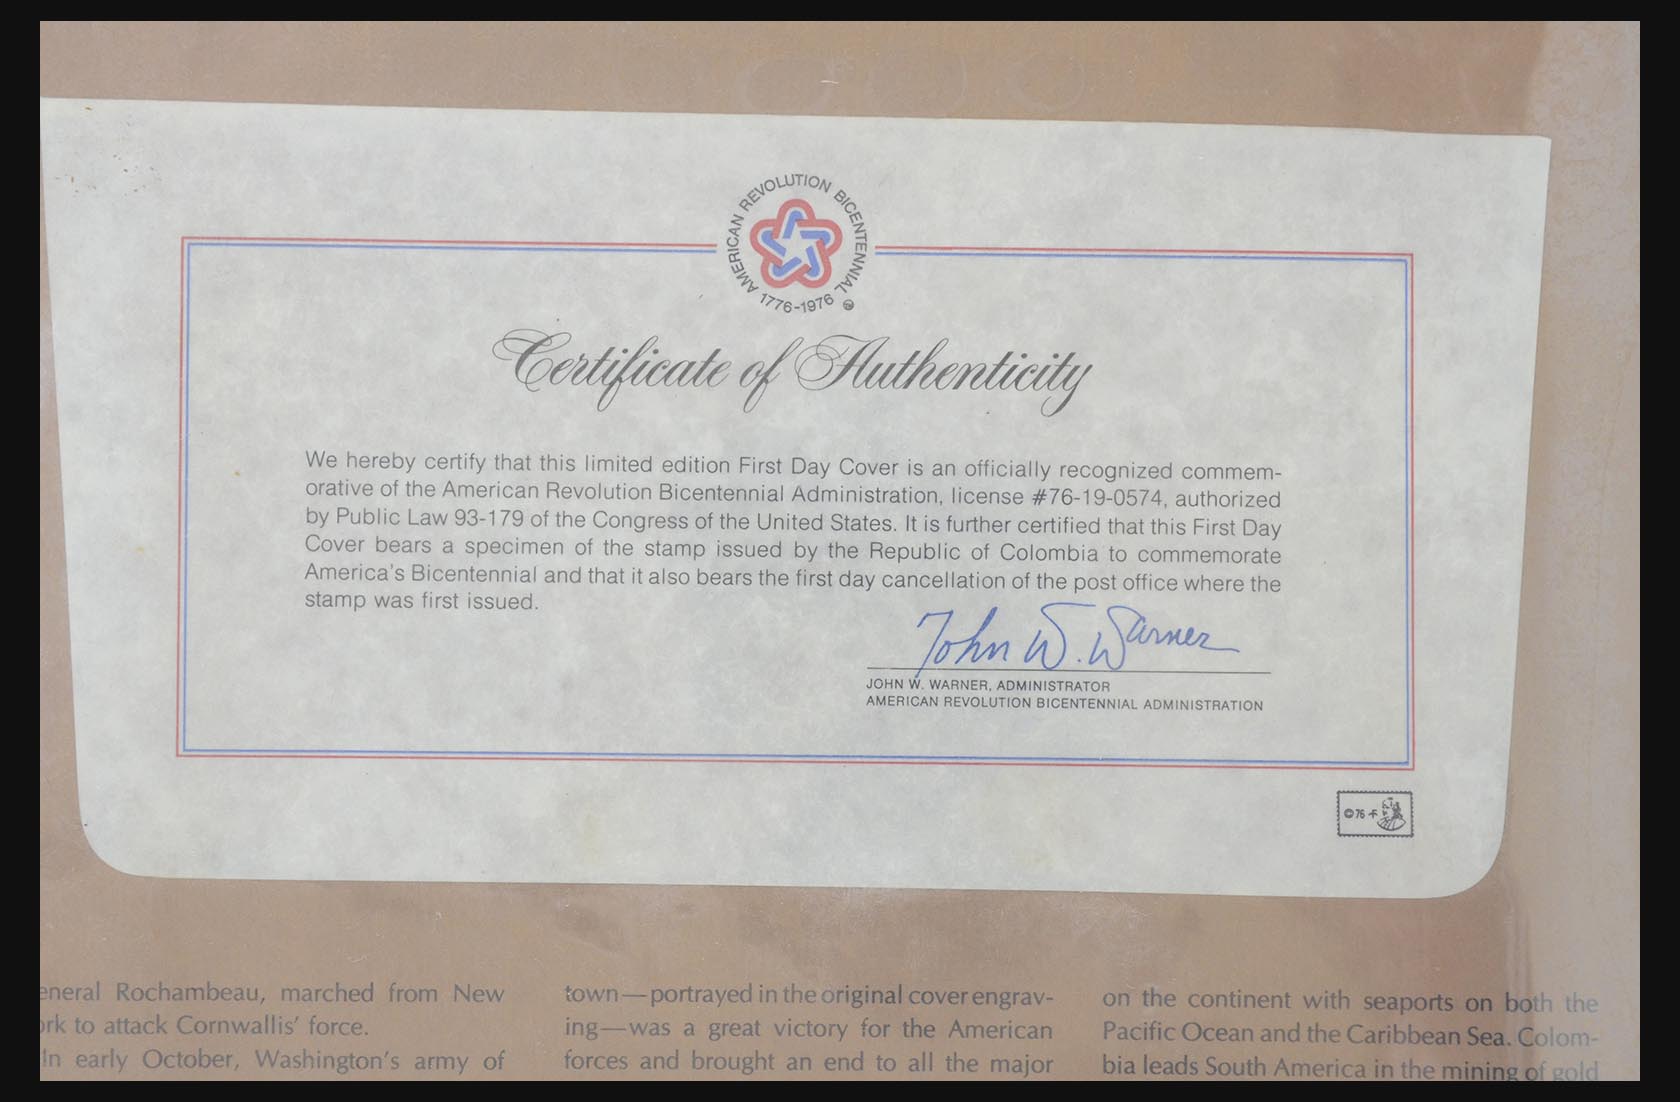 AMERICAN REVOLUTION BICENTENNIAL
1776-1976
Certificate of Authenticity
We hereby certify that this limited edition First Day Cover is an officially recognized commem-
orative of the American Revolution Bicentennial Administration, license #76-19-0574, authorized
by Public Law 93-179 of the Congress of the United States. It is further certified that this First Day
Cover bears a specimen of the stamp issued by the Republic of Colombia to commemorate
America's Bicentennial and that it also bears the first day cancellation of the post office where the
stamp was first issued.
John W. Warner
JOHN W. WARNER, ADMINISTRATOR
AMERICAN REVOLUTION BICENTENNIAL ADMINISTRATION
©76
eneral Rochambeau, marched from New
ork to attack Cornwallis' force.
In early October, Washington's army of
town—portrayed in the original cover engrav-
ing—was a great victory for the American
forces and brought an end to all the major
on the continent with seaports on both the
Pacific Ocean and the Caribbean Sea. Colom-
bia leads South America in the mining of gold